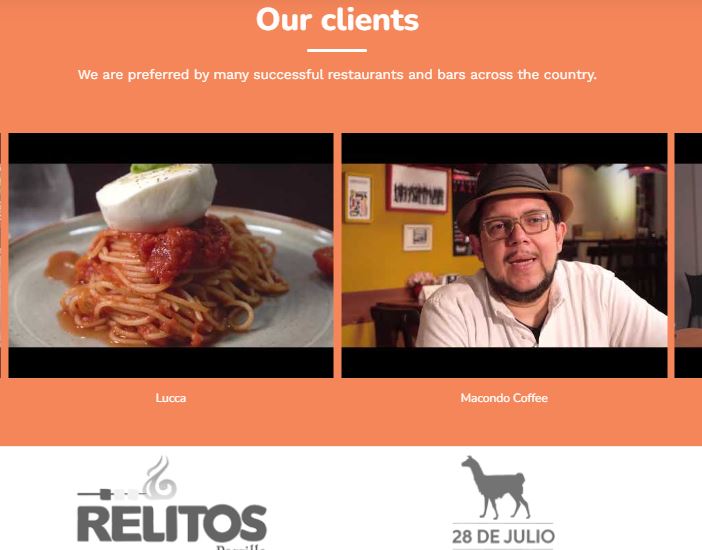 Our clients
We are preferred by many successful restaurants and bars across the country.
Lucca
Macondo Coffee
RELITOS
28 DE JULIO